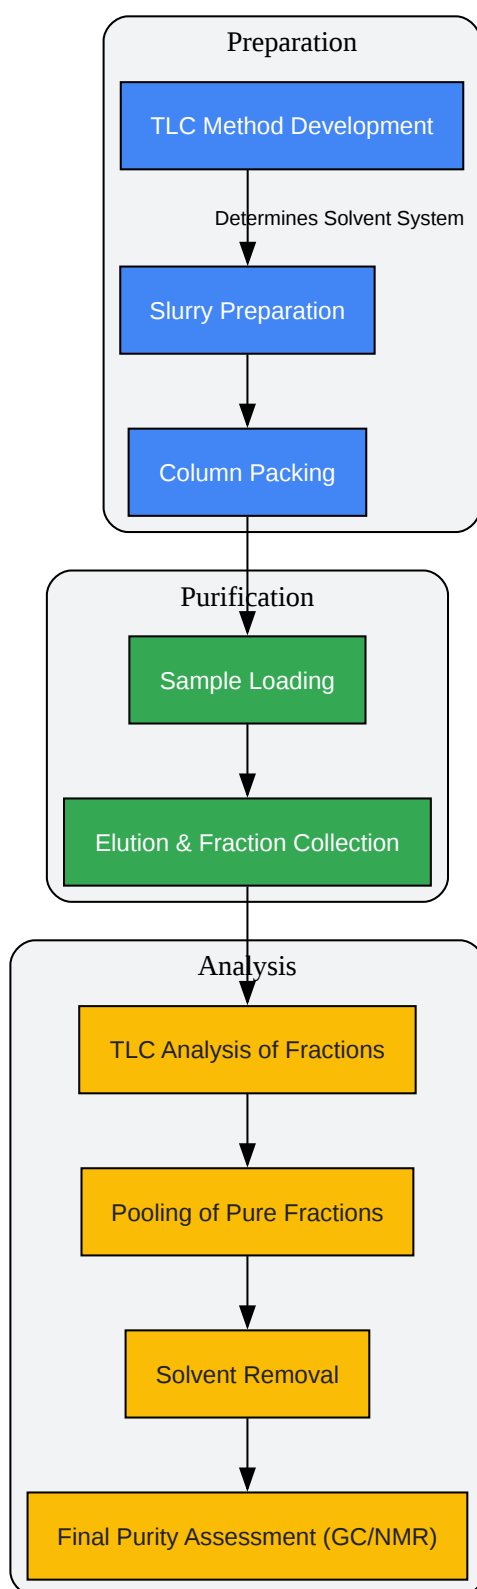 Preparation
TLC Method Development
Determines Solvent System
Slurry Preparation
Column Packing
Purification
Sample Loading
Elution & Fraction Collection
Analysis
TLC Analysis of Fractions
Pooling of Pure Fractions
Solvent Removal
Final Purity Assessment (GC/NMR)